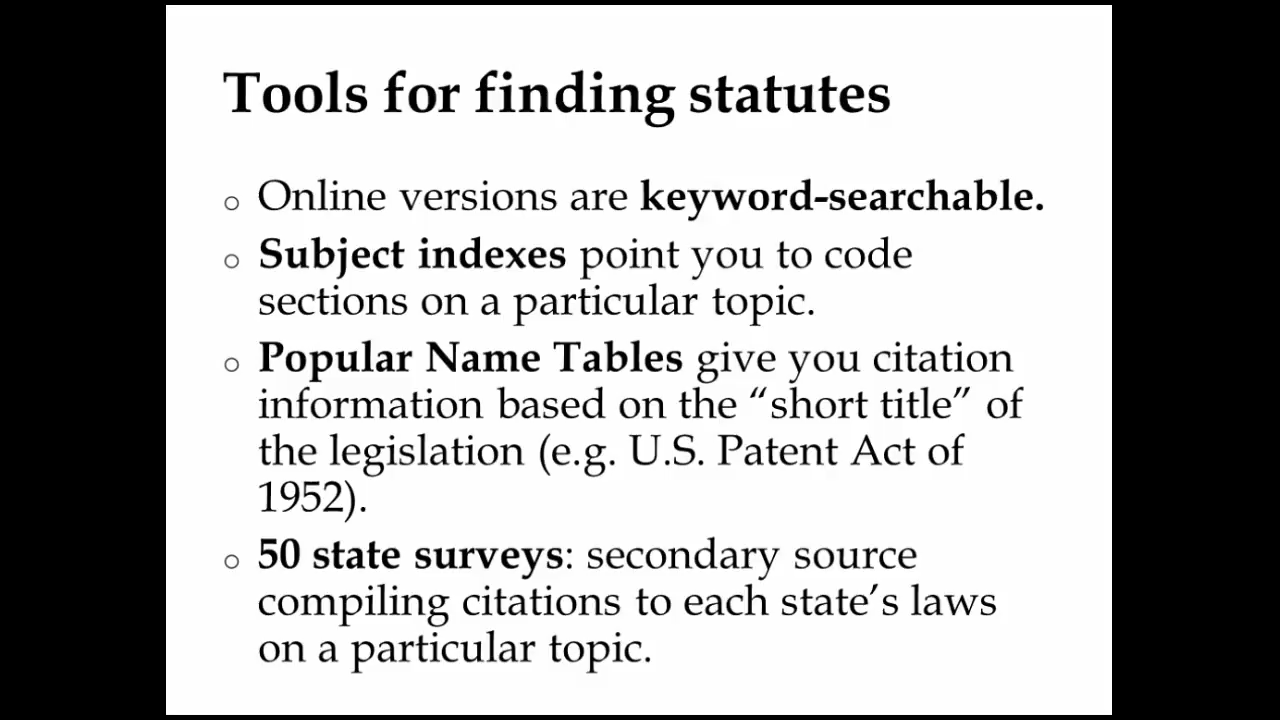 Tools for finding statutes
○ Online versions are keyword-searchable.
○ Subject indexes point you to code
sections on a particular topic.
○ Popular Name Tables give you citation
information based on the “short title” of
the legislation (e.g. U.S. Patent Act of
1952).
○ 50 state surveys: secondary source
compiling citations to each state’s laws
on a particular topic.